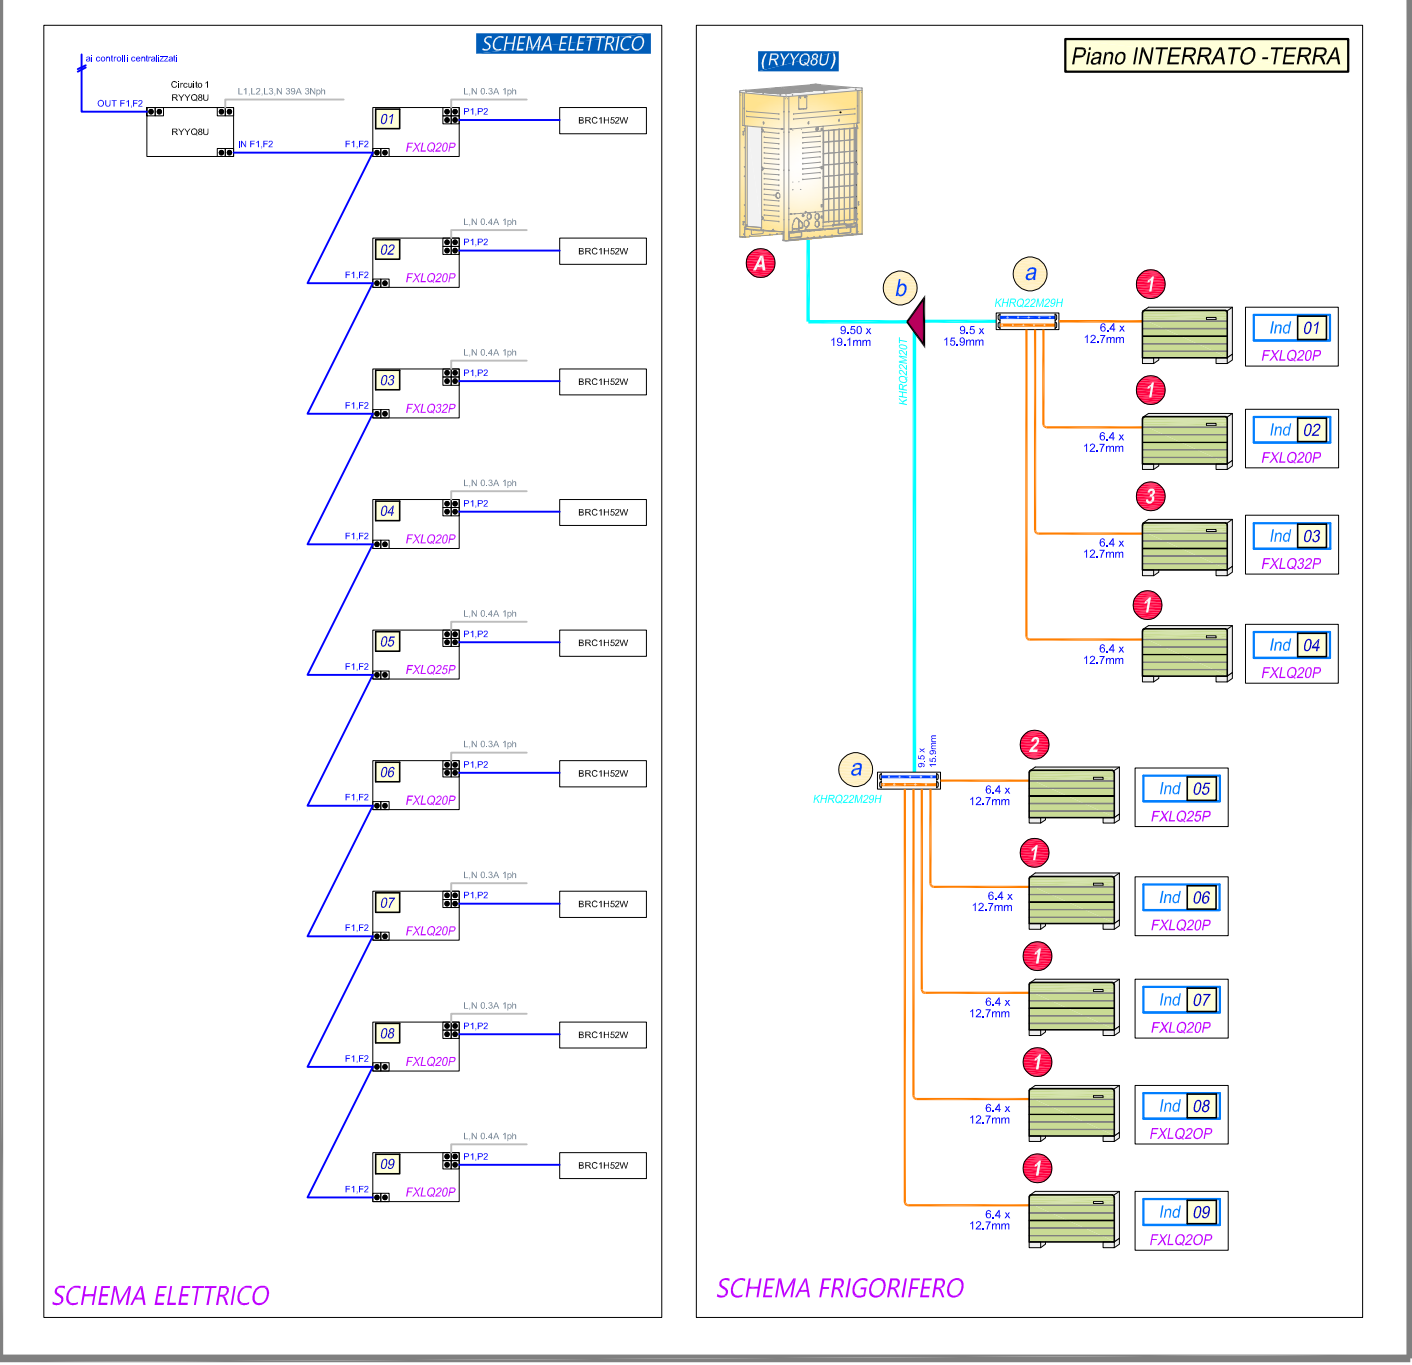 SCHEMA ELETTRICO
ai controlli centralizzati
Circuito 1
RYYQ8U
L1,L2,L3,N 39A 3Nph
OUT F1,F2
RYYQ8U
IN F1,F2
F1,F2
L,N 0.3A 1ph
01
P1,P2
BRC1H52W
FXLQ20P
L,N 0.4A 1ph
02
P1,P2
BRC1H52W
F1,F2
FXLQ20P
L,N 0.4A 1ph
03
P1,P2
BRC1H52W
F1,F2
FXLQ32P
L,N 0.3A 1ph
04
P1,P2
BRC1H52W
F1,F2
FXLQ20P
L,N 0.4A 1ph
05
P1,P2
BRC1H52W
F1,F2
FXLQ25P
L,N 0.3A 1ph
06
P1,P2
BRC1H52W
F1,F2
FXLQ20P
L,N 0.3A 1ph
07
P1,P2
BRC1H52W
F1,F2
FXLQ20P
L,N 0.3A 1ph
08
P1,P2
BRC1H52W
F1,F2
FXLQ20P
L,N 0.4A 1ph
09
P1,P2
BRC1H52W
F1,F2
FXLQ20P
SCHEMA ELETTRICO
(RYYQ8U)
Piano INTERRATO -TERRA
A
b
a
KHRQ22M29H
9.50 x
19.1mm
KHRQ22M20T
9.5 x
15.9mm
1
6.4 x
12.7mm
Ind 01
FXLQ20P
1
6.4 x
12.7mm
Ind 02
FXLQ20P
3
6.4 x
12.7mm
Ind 03
FXLQ32P
1
6.4 x
12.7mm
Ind 04
FXLQ20P
9.5 x
15.9mm
a
KHRQ22M29H
2
6.4 x
12.7mm
Ind 05
FXLQ25P
1
6.4 x
12.7mm
Ind 06
FXLQ20P
1
6.4 x
12.7mm
Ind 07
FXLQ20P
1
6.4 x
12.7mm
Ind 08
FXLQ2OP
1
6.4 x
12.7mm
Ind 09
FXLQ2OP
SCHEMA FRIGORIFERO